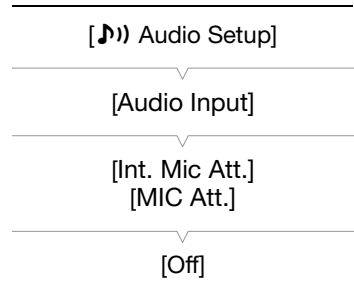 [♪)) Audio Setup]
[Audio Input]
[Int. Mic Att.]
[MIC Att.]
[Off]